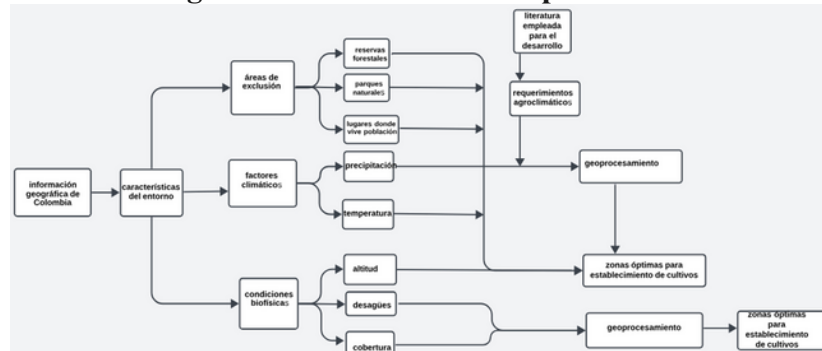 literatura
empleada
para el
desarrollo
reservas
forestales
áreas de
exclusión
parques
naturales
requerimientos
agroclimáticos
lugares donde
vive población
precipitación
geoprocesamiento
información
geográfica de
Colombia
características
del entorno
factores
climáticos
temperatura
altitud
zonas óptimas para
establecimiento de cultivos
condiciones
biofísicas
desagües
geoprocesamiento
zonas óptimas
para
establecimiento
de cultivos
cobertura